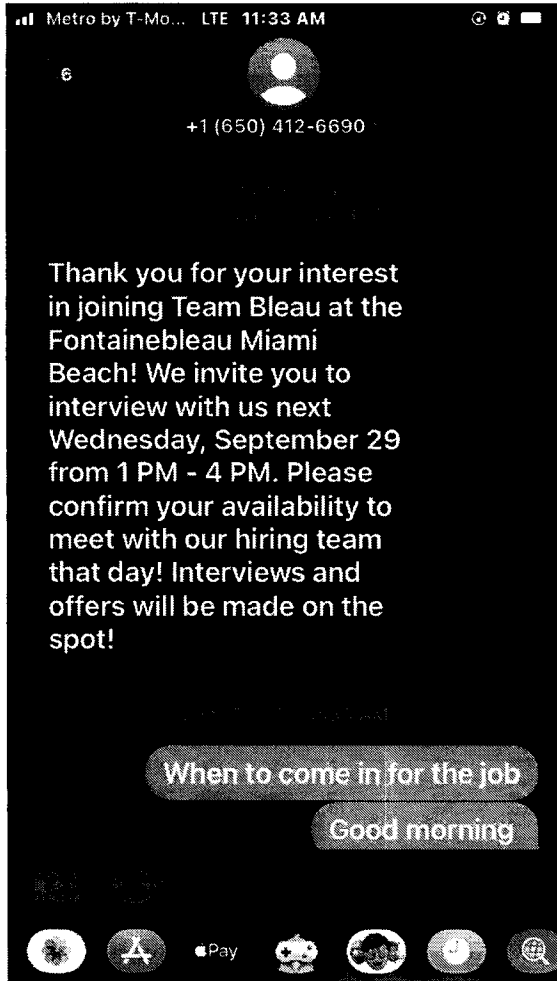 Metro by T-Mo... LTE 11:33 AM
6
+1 (650) 412-6690
Thank you for your interest
in joining Team Bleau at the
Fontainebleau Miami
Beach! We invite you to
interview with us next
Wednesday, September 29
from 1 PM - 4 PM. Please
confirm your availability to
meet with our hiring team
that day! Interviews and
offers will be made on the
spot!
When to come in for the job
Good morning
Pay